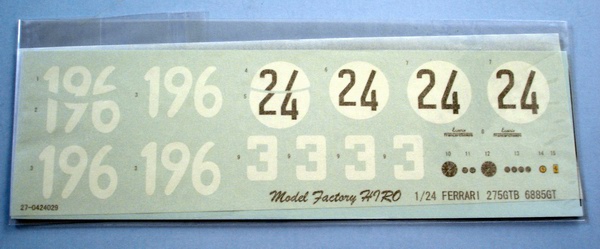 196 196 24 24 24 24
196
196 196 3 3 3 3
Model Factory HIRO 1/24 FERRARI 275GTB 6885GT
27-0424029